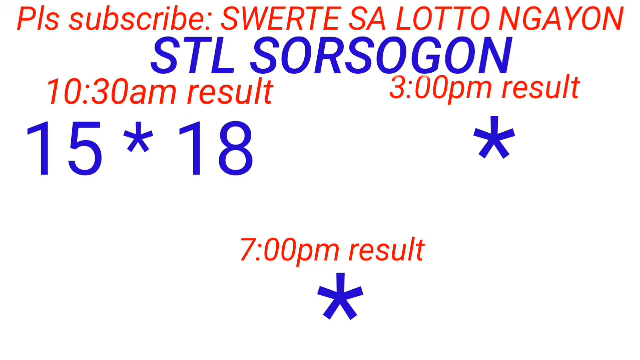 Pls subscribe: SWERTE SA LOTTO NGAYON
STL SORSOGON
10:30am result
3:00pm result
15 * 18
*
7:00pm result
*